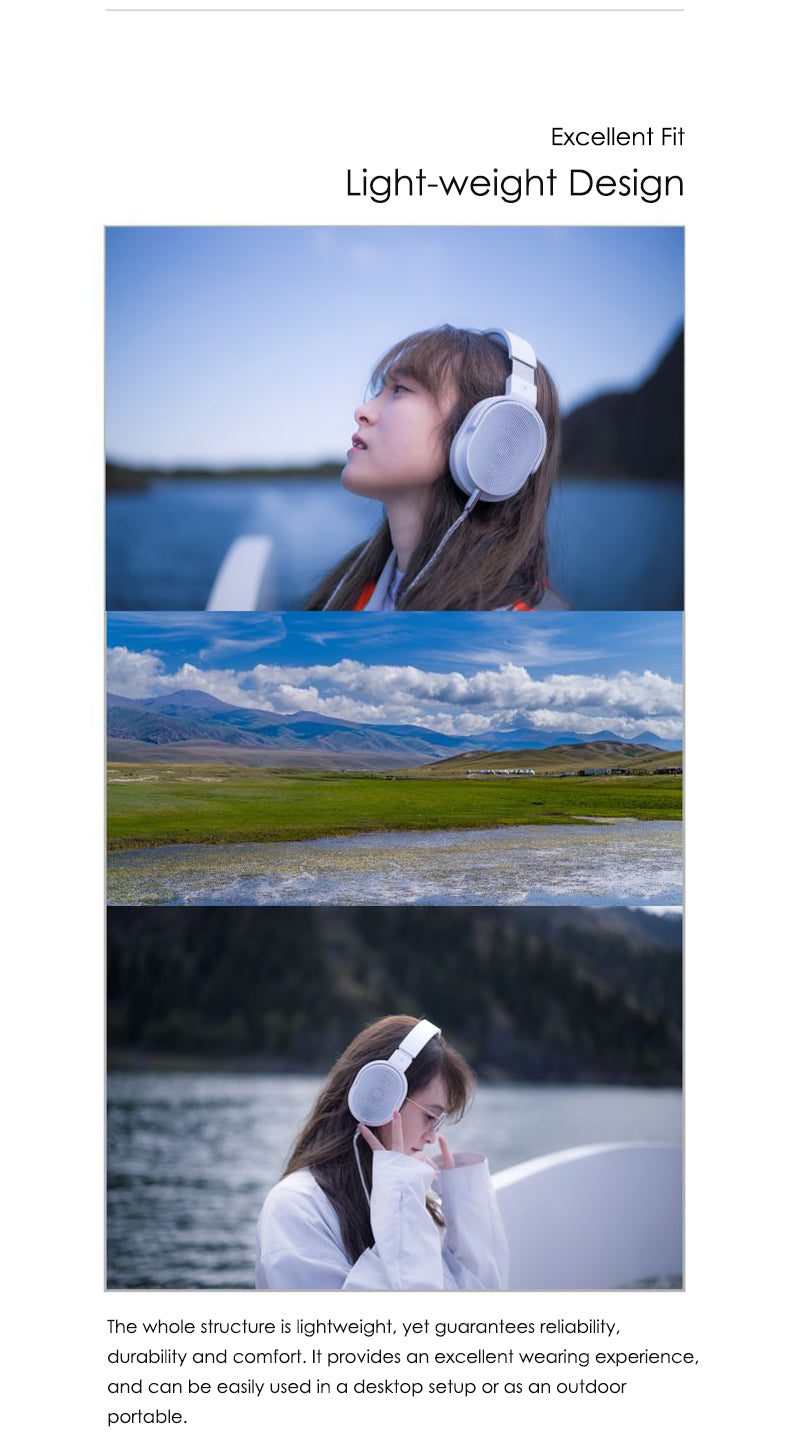 Excellent Fit
Light-weight Design
The whole structure is lightweight, yet guarantees reliability,
durability and comfort. It provides an excellent wearing experience,
and can be easily used in a desktop setup or as an outdoor
portable.